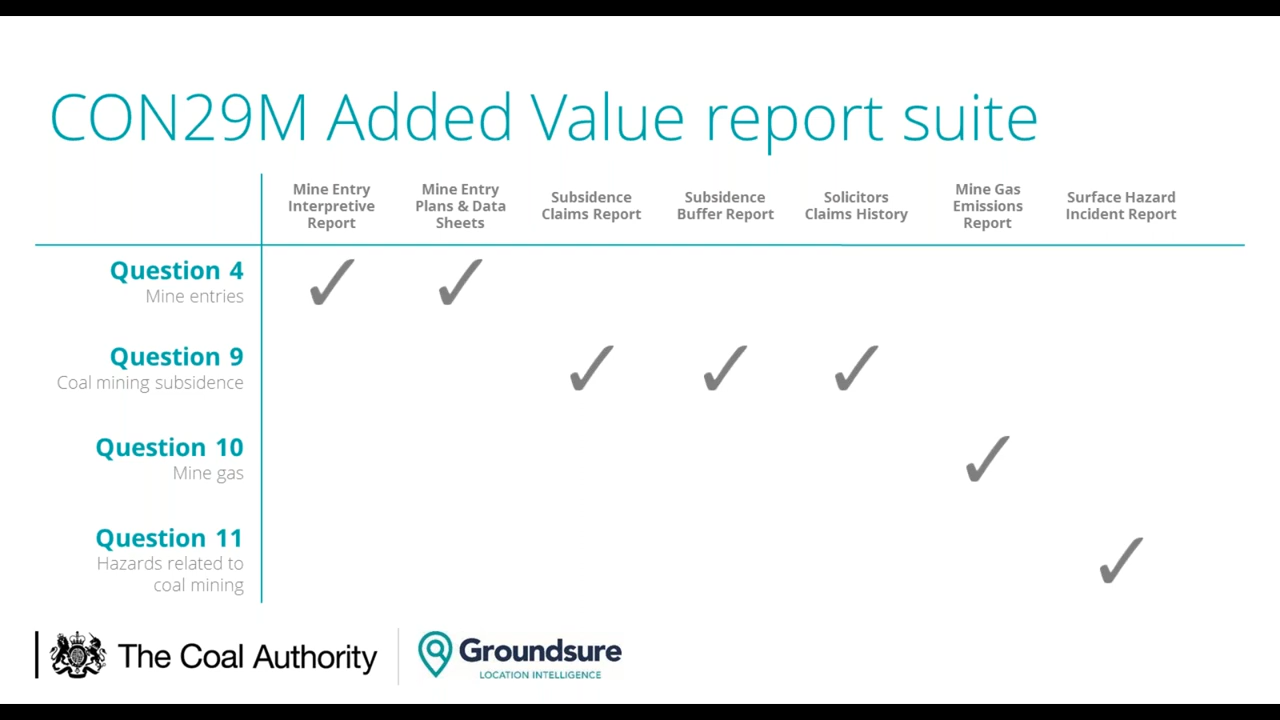 CON29M Added Value report suite
Mine Entry
Interpretive
Report
Mine Entry
Plans & Data
Sheets
Subsidence
Claims Report
Subsidence
Buffer Report
Solicitors
Claims History
Mine Gas
Emissions
Report
Surface Hazard
Incident Report
Question 4
Mine entries
Question 9
Coal mining subsidence
Question 10
Mine gas
Question 11
Hazards related to
coal mining
The Coal Authority
Groundsure
LOCATION INTELLIGENCE